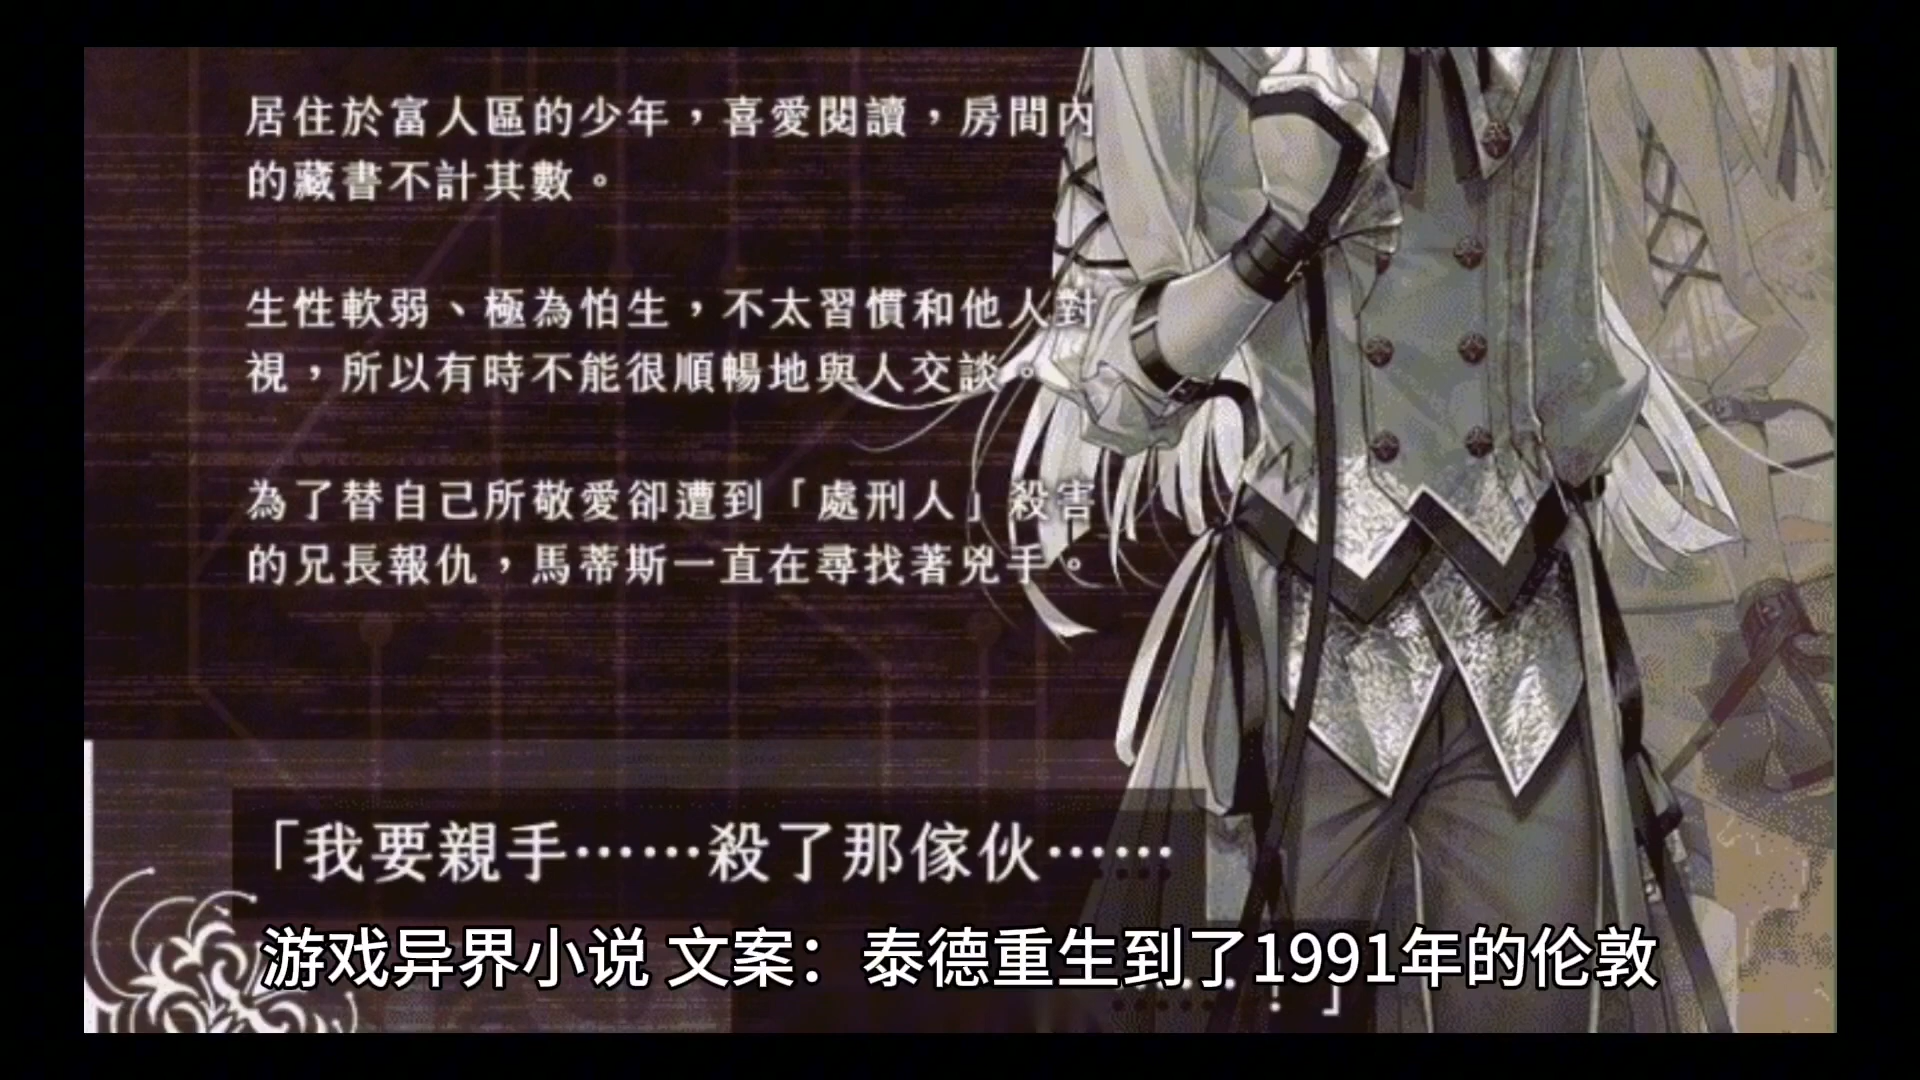 居住於富人區的少年，喜愛閱讀，房間內
的藏書不計其數。
生性軟弱、極為怕生，不太習慣和他人對
視，所以有時不能很順暢地與人交談。
為了替自己所敬愛卻遭到「處刑人」殺害
的兄長報仇，馬蒂斯一直在尋找著兇手。
「我要親手……殺了那傢伙……
……！」
游戏异界小说 文案：泰德重生到了1991年的伦敦